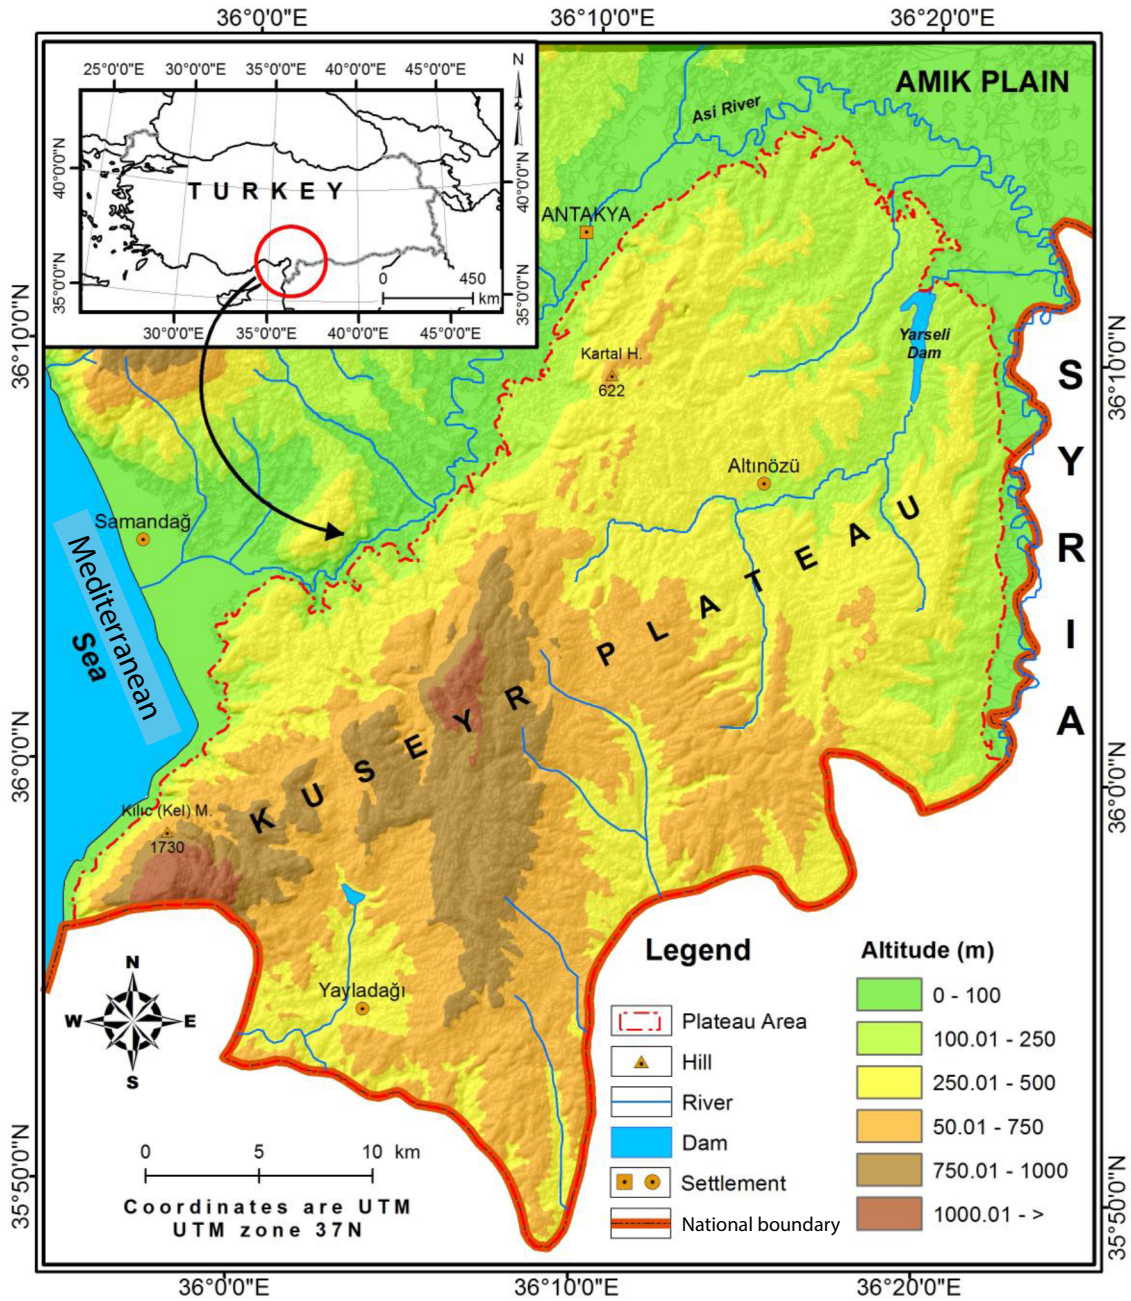 36°0'0"E 36°10'0"E 36°20'0"E
25°0'0"E 30°0'0"E 35°0'0"E 40°0'0"E 45°0'0"E
N
40°0'0"N
40°0'0"N
TURKEY
35°0'0"N
35°0'0"N
0 450
km
30°0'0"E 35°0'0"E 40°0'0"E 45°0'0"E
AMIK PLAIN
Asi River
ANTAKYA
36°10'0"N
36°10'0"N
Yarseli
Dam
Kartal H.
622
SYRIA
Altınözü
Samandağ
Mediterranean
Sea
KUSEYR PLATEAU
36°0'0"N
36°0'0"N
Kılıc (Kel) M.
1730
Yayladağı
N
W E
S
0 5 10 km
Coordinates are UTM
UTM zone 37N
35°50'0"N
35°50'0"N
Legend
Plateau Area
Hill
River
Dam
Settlement
National boundary
Altitude (m)
0 - 100
100.01 - 250
250.01 - 500
50.01 - 750
750.01 - 1000
1000.01 - >
36°0'0"E 36°10'0"E 36°20'0"E